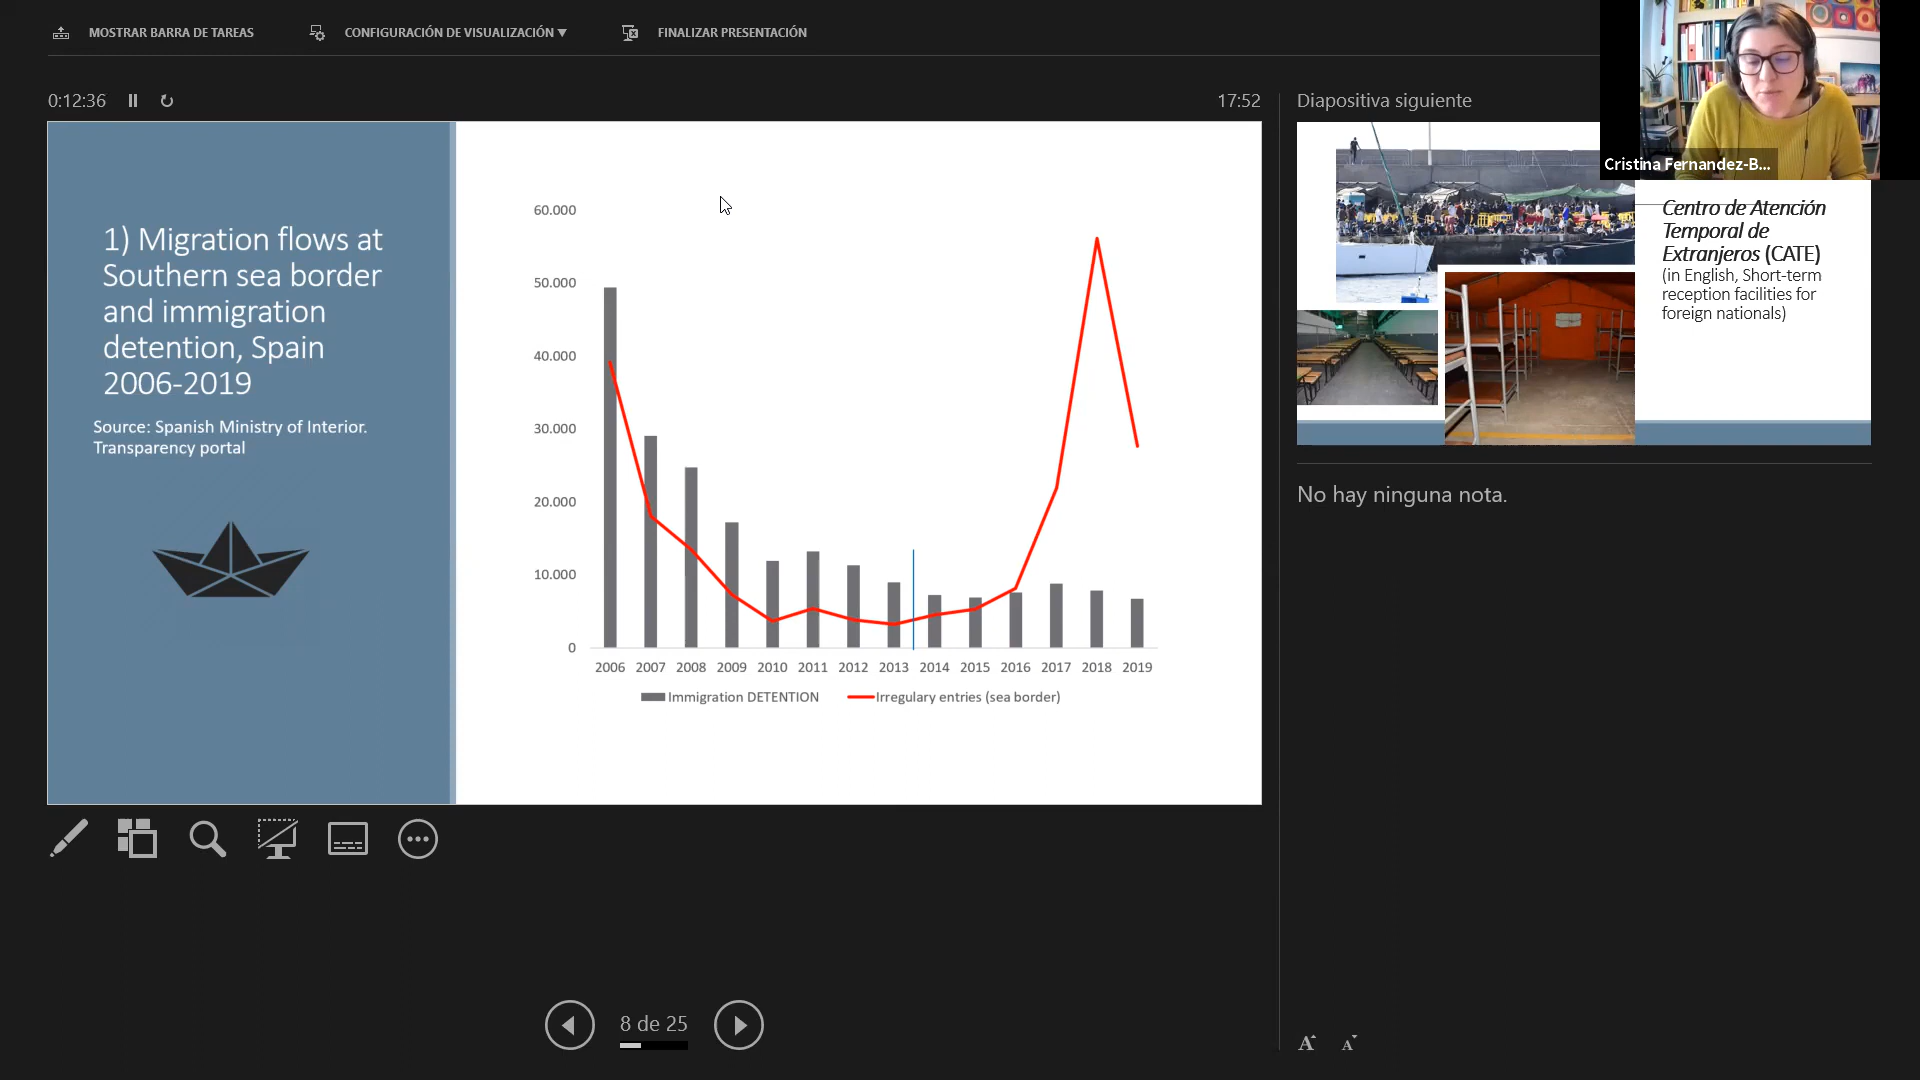 MOSTRAR BARRA DE TAREAS
CONFIGURACIÓN DE VISUALIZACIÓN ▼
FINALIZAR PRESENTACIÓN
0:12:36
17:52
Diapositiva siguiente
Cristina Fernandez-B...
1) Migration flows at
Southern sea border
and immigration
detention, Spain
2006-2019
Source: Spanish Ministry of Interior.
Transparency portal
60.000
50.000
40.000
30.000
20.000
10.000
0
2006 2007 2008 2009 2010 2011 2012 2013 2014 2015 2016 2017 2018 2019
Immigration DETENTION
Irregulary entries (sea border)
Centro de Atención
Temporal de
Extranjeros (CATE)
(in English, Short-term
reception facilities for
foreign nationals)
No hay ninguna nota.
8 de 25
A A